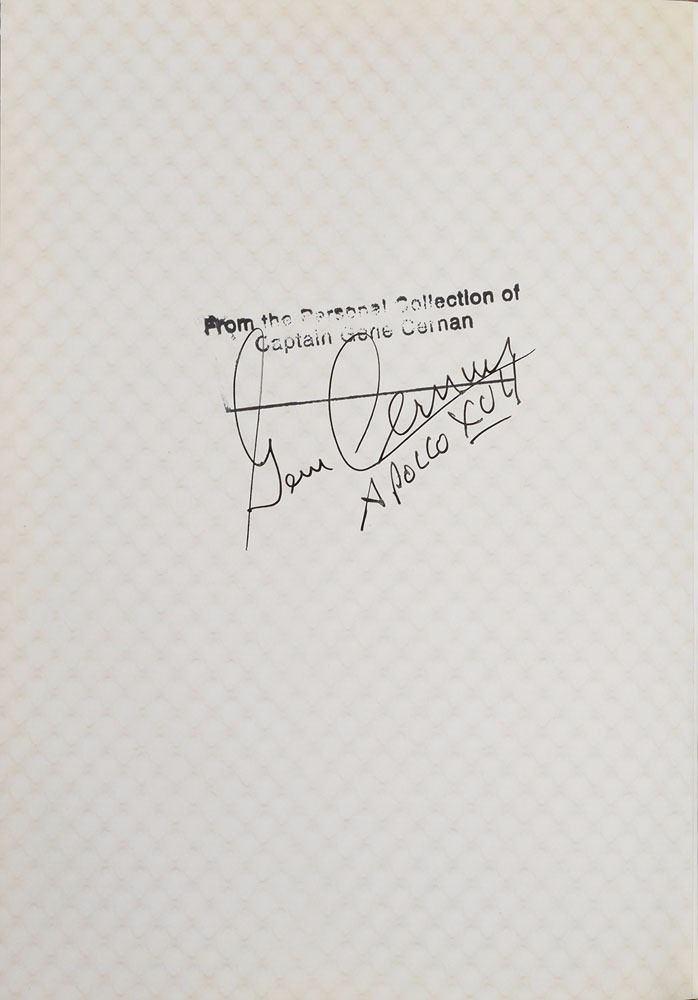 From the Personal Collection of
Captain Gene Cernan
Gene Cernan
APOLLO XVII